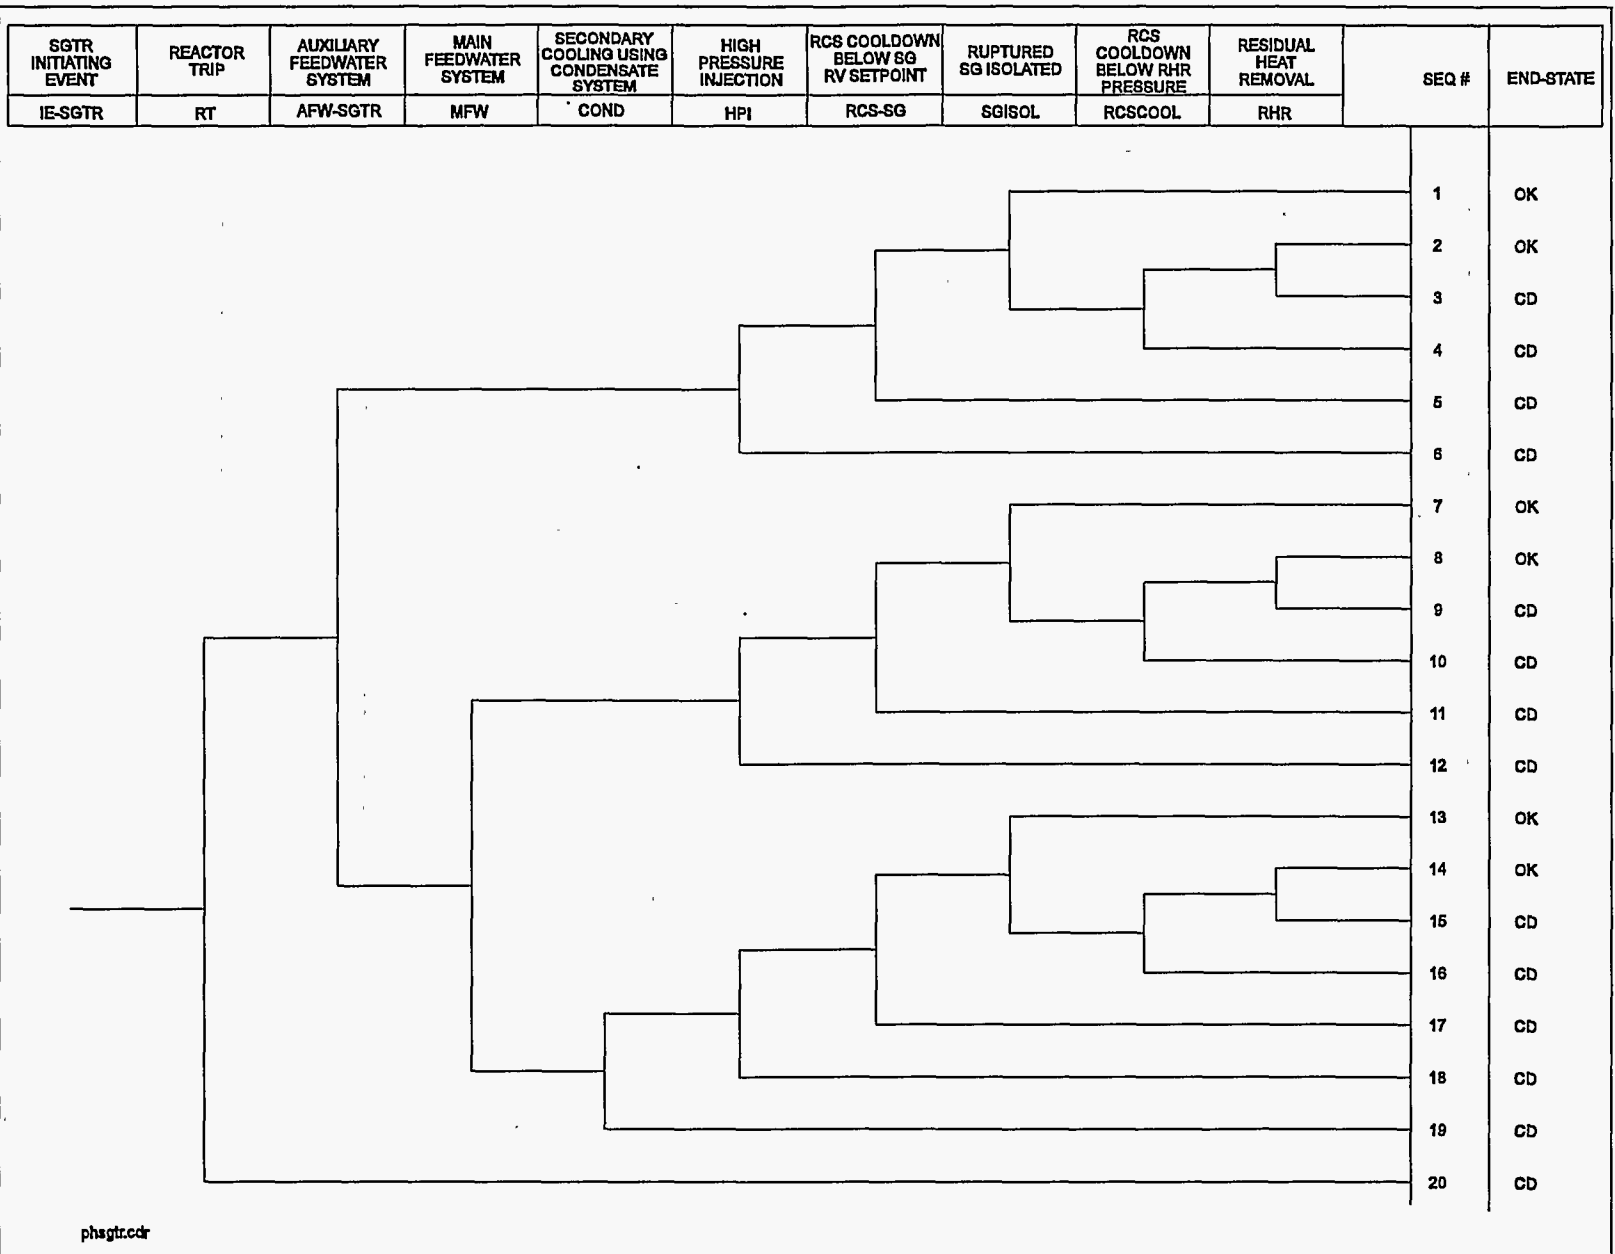 SGTR
INITIATING
EVENT
REACTOR
TRIP
AUXILIARY
FEEDWATER
SYSTEM
MAIN
FEEDWATER
SYSTEM
SECONDARY
COOLING USING
CONDENSATE
SYSTEM
HIGH
PRESSURE
INJECTION
RCS COOLDOWN
BELOW SG
RV SETPOINT
RUPTURED
SG ISOLATED
RCS
COOLDOWN
BELOW RHR
PRESSURE
RESIDUAL
HEAT
REMOVAL
SEQ #
END-STATE
IE-SGTR
RT
AFW-SGTR
MFW
COND
HPI
RCS-SG
SGISOL
RCSCOOL
RHR
1 OK
2 OK
3 CD
4 CD
5 CD
6 CD
7 OK
8 OK
9 CD
10 CD
11 CD
12 CD
13 OK
14 OK
15 CD
16 CD
17 CD
18 CD
19 CD
20 CD
phsgtr.cdr